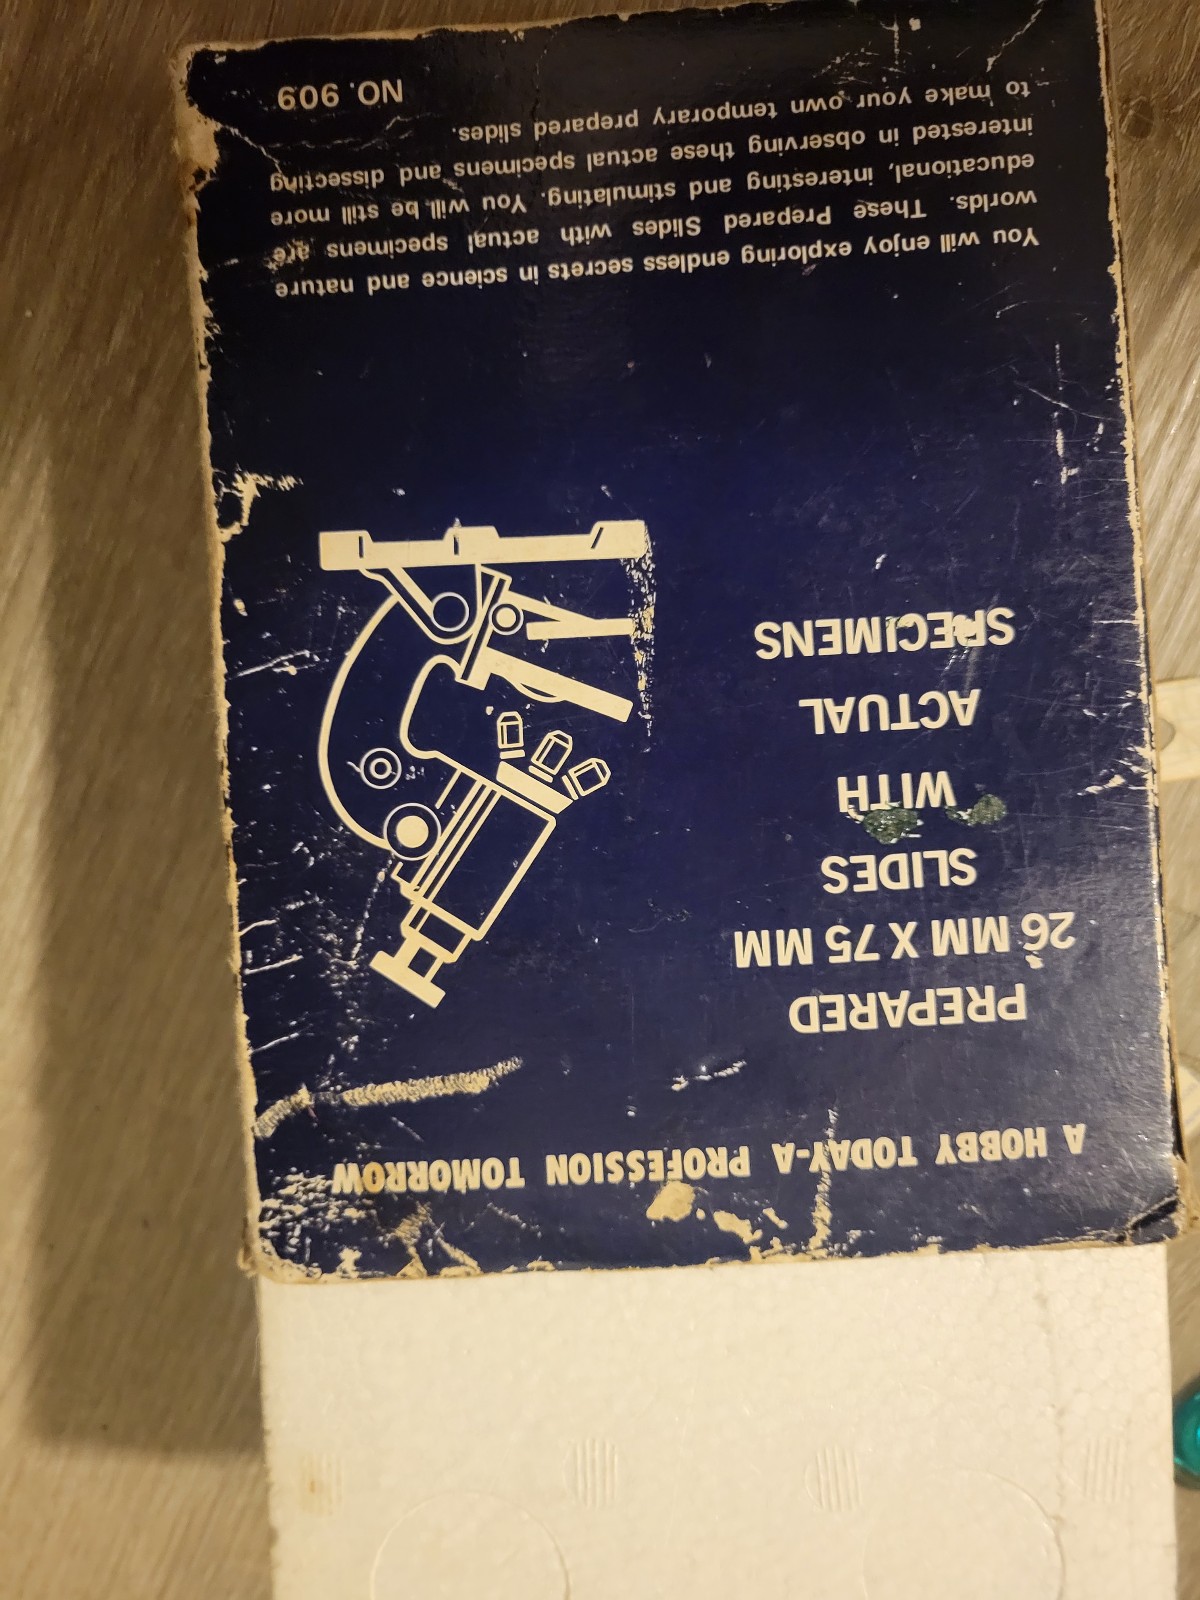 A HOBBY TODAY-A PROFESSION TOMORROW
PREPARED
26 MM X 75 MM
SLIDES
WITH
ACTUAL
SPECIMENS
You will enjoy exploring endless secrets in science and nature
worlds. These Prepared Slides with actual specimens are
educational, interesting and stimulating. You will be still more
interested in observing these actual specimens and dissecting
to make your own temporary prepared slides.
NO. 909